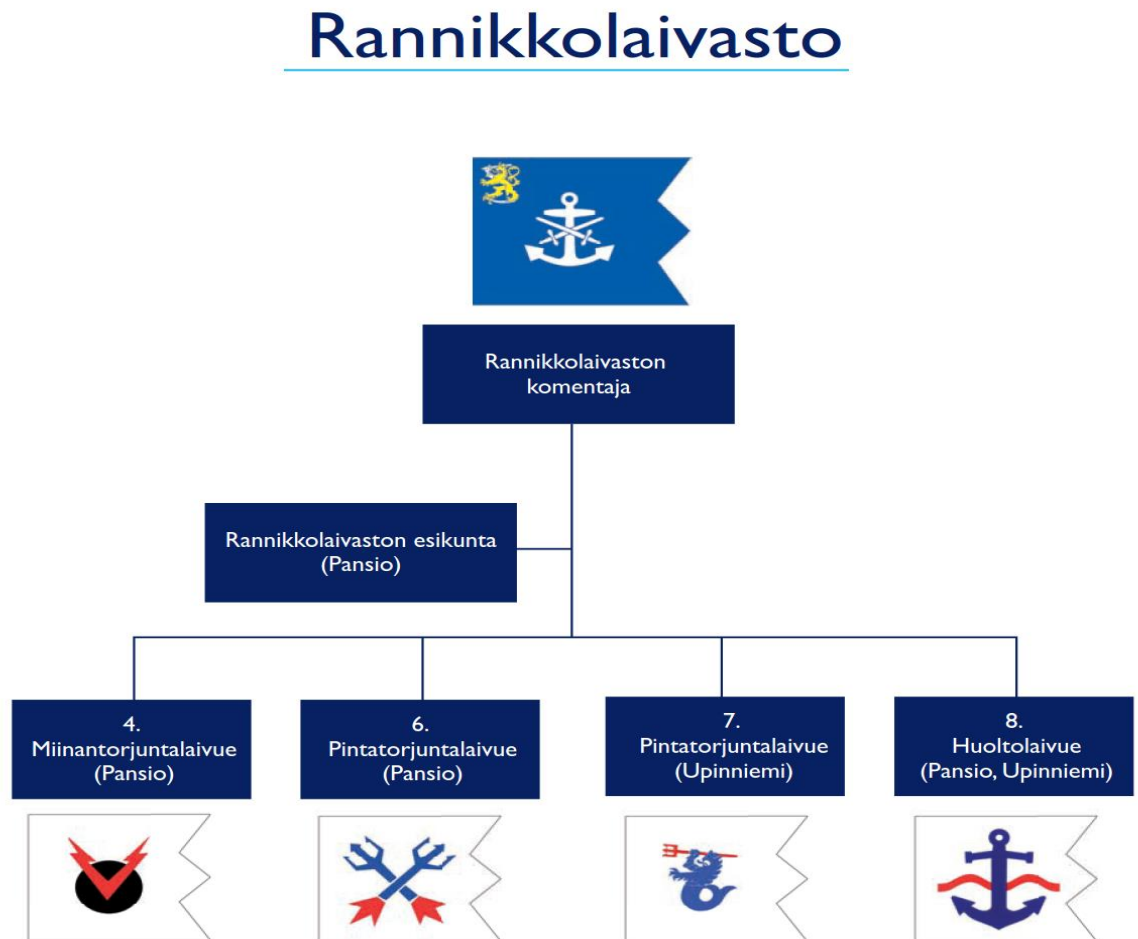 Rannikkolaivasto
Rannikkolaivaston
komentaja
Rannikkolaivaston esikunta
(Pansio)
4.
Miinantorjuntalaivue
(Pansio)
6.
Pintatorjuntalaivue
(Pansio)
7.
Pintatorjuntalaivue
(Upinniemi)
8.
Huoltolaivue
(Pansio, Upinniemi)